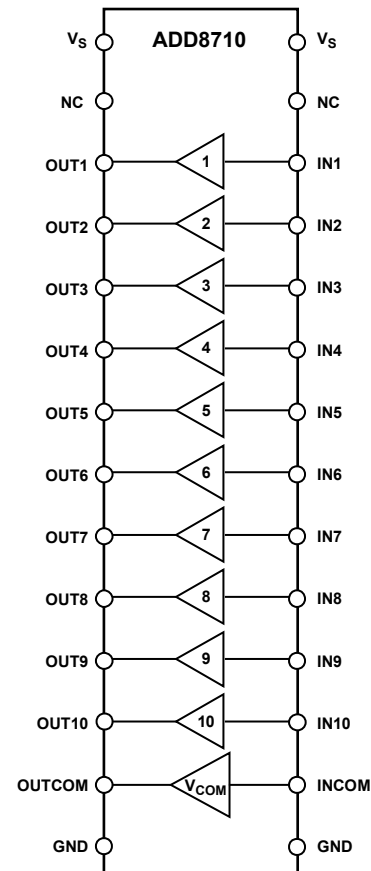 ADD8710
VS VS
NC NC
OUT1 1 IN1
OUT2 2 IN2
OUT3 3 IN3
OUT4 4 IN4
OUT5 5 IN5
OUT6 6 IN6
OUT7 7 IN7
OUT8 8 IN8
OUT9 9 IN9
OUT10 10 IN10
OUTCOM VCOM INCOM
GND GND